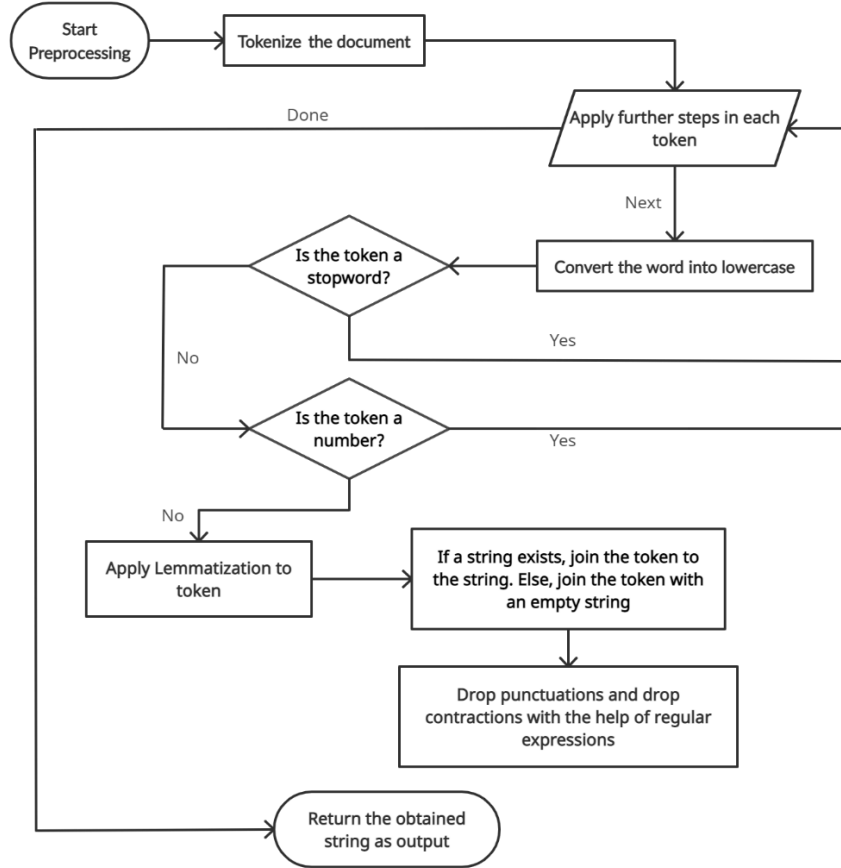 Start
Preprocessing
Tokenize the document
Apply further steps in each
token
Done
Next
Convert the word into lowercase
Is the token a
stopword?
Yes
No
Is the token a
number?
Yes
No
Apply Lemmatization to
token
If a string exists, join the token to
the string. Else, join the token with
an empty string
Drop punctuations and drop
contractions with the help of regular
expressions
Return the obtained
string as output